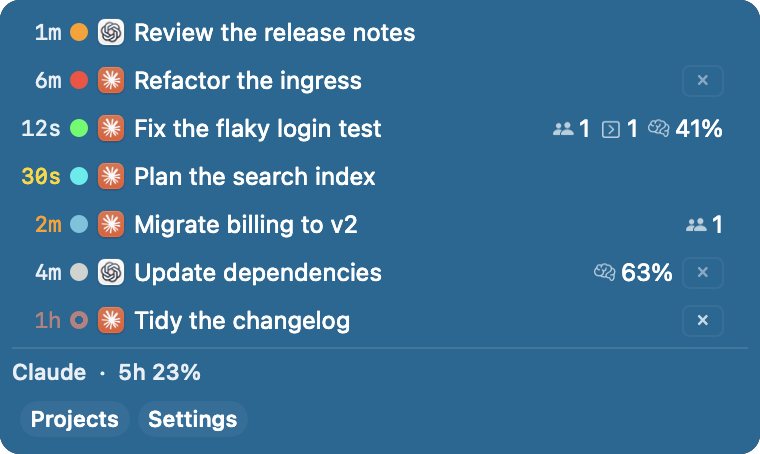 1m Review the release notes
6m Refactor the ingress ×
12s Fix the flaky login test 1 1 41%
30s Plan the search index
2m Migrate billing to v2 1
4m Update dependencies 63% ×
1h Tidy the changelog ×
Claude · 5h 23%
Projects Settings